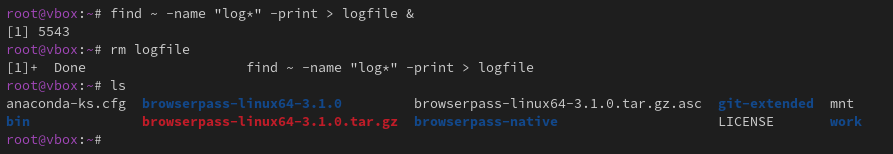 root@vbox:~# find ~ -name "log*" -print > logfile &
[1] 5543
root@vbox:~# rm logfile
[1]+  Done                    find ~ -name "log*" -print > logfile
root@vbox:~# ls
anaconda-ks.cfg  browserpass-linux64-3.1.0         browserpass-linux64-3.1.0.tar.gz.asc  git-extended  mnt
bin              browserpass-linux64-3.1.0.tar.gz  browserpass-native                    LICENSE       work
root@vbox:~#